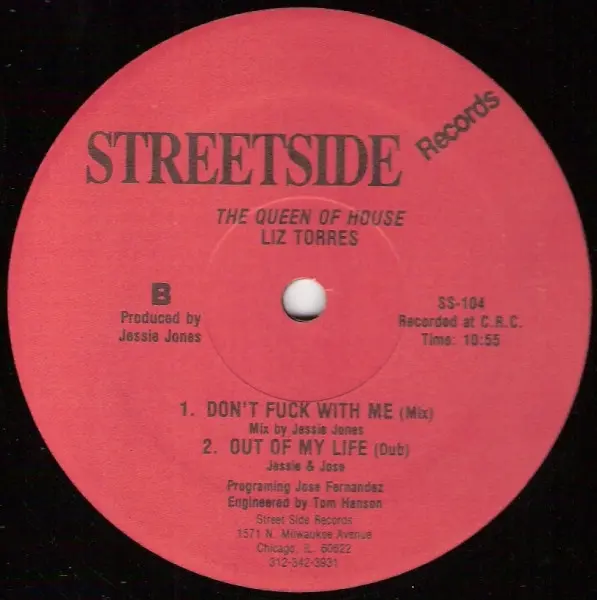 STREETSIDE Records
THE QUEEN OF HOUSE
LIZ TORRES
B
Produced by
Jessie Jones
SS-104
Recorded at C.R.C.
Time: 10:55
1. DON'T FUCK WITH ME (Mix)
Mix by Jessie Jones
2. OUT OF MY LIFE (Dub)
Jessie & Jose
Programing Jose Fernandez
Engineered by Tom Hanson
Street Side Records
1571 N. Milwaukee Avenue
Chicago, IL. 60622
312-342-3931